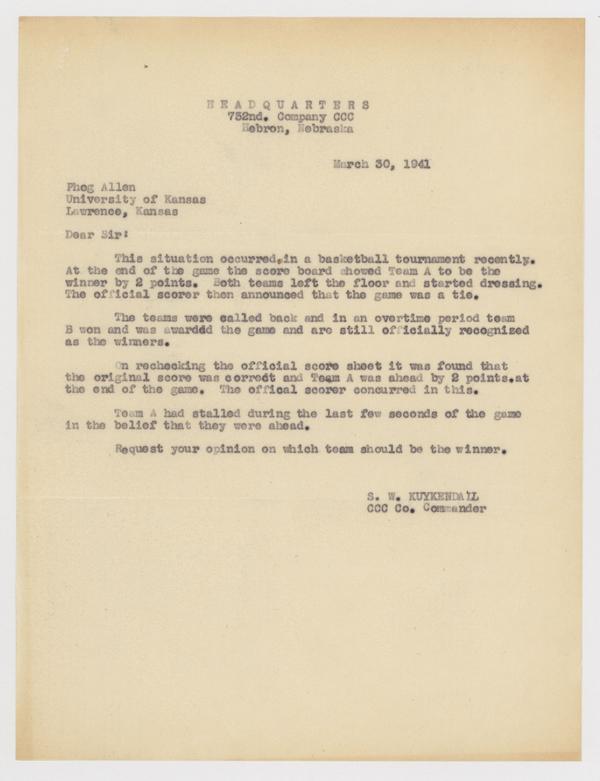 H E A D Q U A R T E R S
752nd. Company CCC
Hebron, Nebraska
March 30, 1941
Phog Allen
University of Kansas
Lawrence, Kansas
Dear Sir:
This situation occurred,in a basketball tournament recently.
At the end of the game the score board showed Team A to be the
winner by 2 points. Both teams left the floor and started dressing.
The official scorer then announced that the game was a tie.
The teams were called back and in an overtime period team
B won and was awarded the game and are still officially recognized
as the winners.
On rechecking the official score sheet it was found that
the original score was correct and Team A was ahead by 2 points.at
the end of the game. The offical scorer concurred in this.
Team A had stalled during the last few seconds of the game
in the belief that they were ahead.
Request your opinion on which team should be the winner.
S. W. KUYKENDALL
CCC Co. Commander